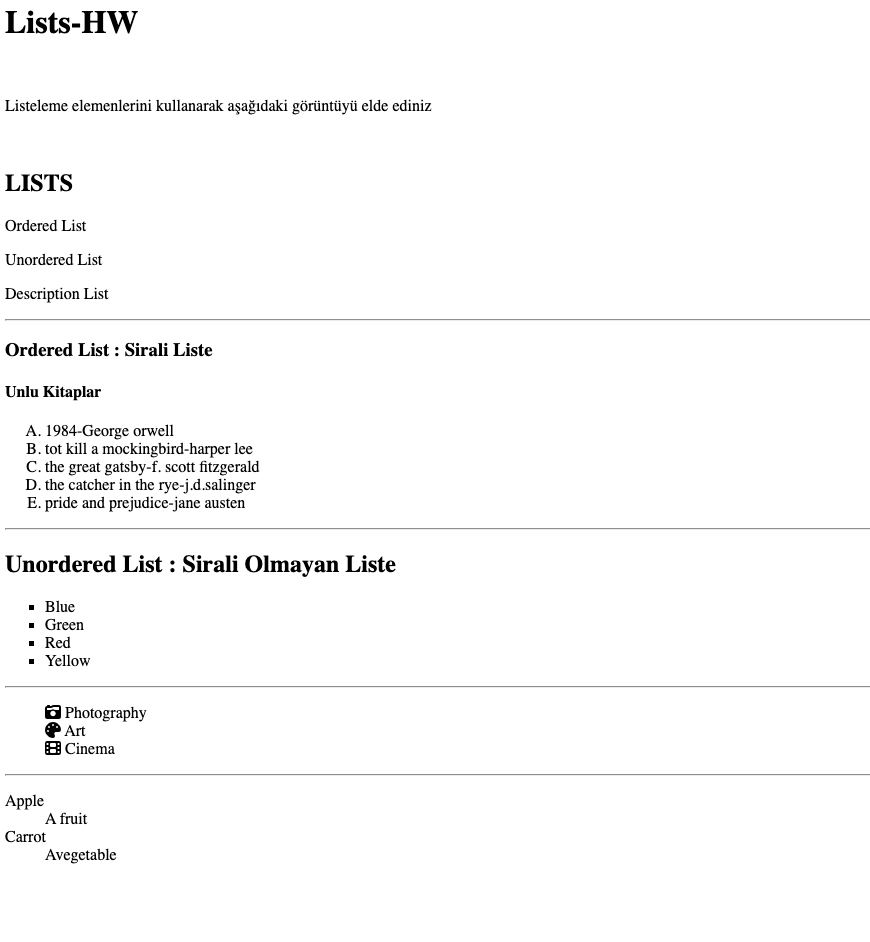 Lists-HW
Listeleme elemenlerini kullanarak aşağıdaki görüntüyü elde ediniz
LISTS
Ordered List
Unordered List
Description List
Ordered List : Sirali Liste
Unlu Kitaplar
A. 1984-George orwell
B. tot kill a mockingbird-harper lee
C. the great gatsby-f. scott fitzgerald
D. the catcher in the rye-j.d.salinger
E. pride and prejudice-jane austen
Unordered List : Sirali Olmayan Liste
Blue
Green
Red
Yellow
Photography
Art
Cinema
Apple
A fruit
Carrot
Avegetable